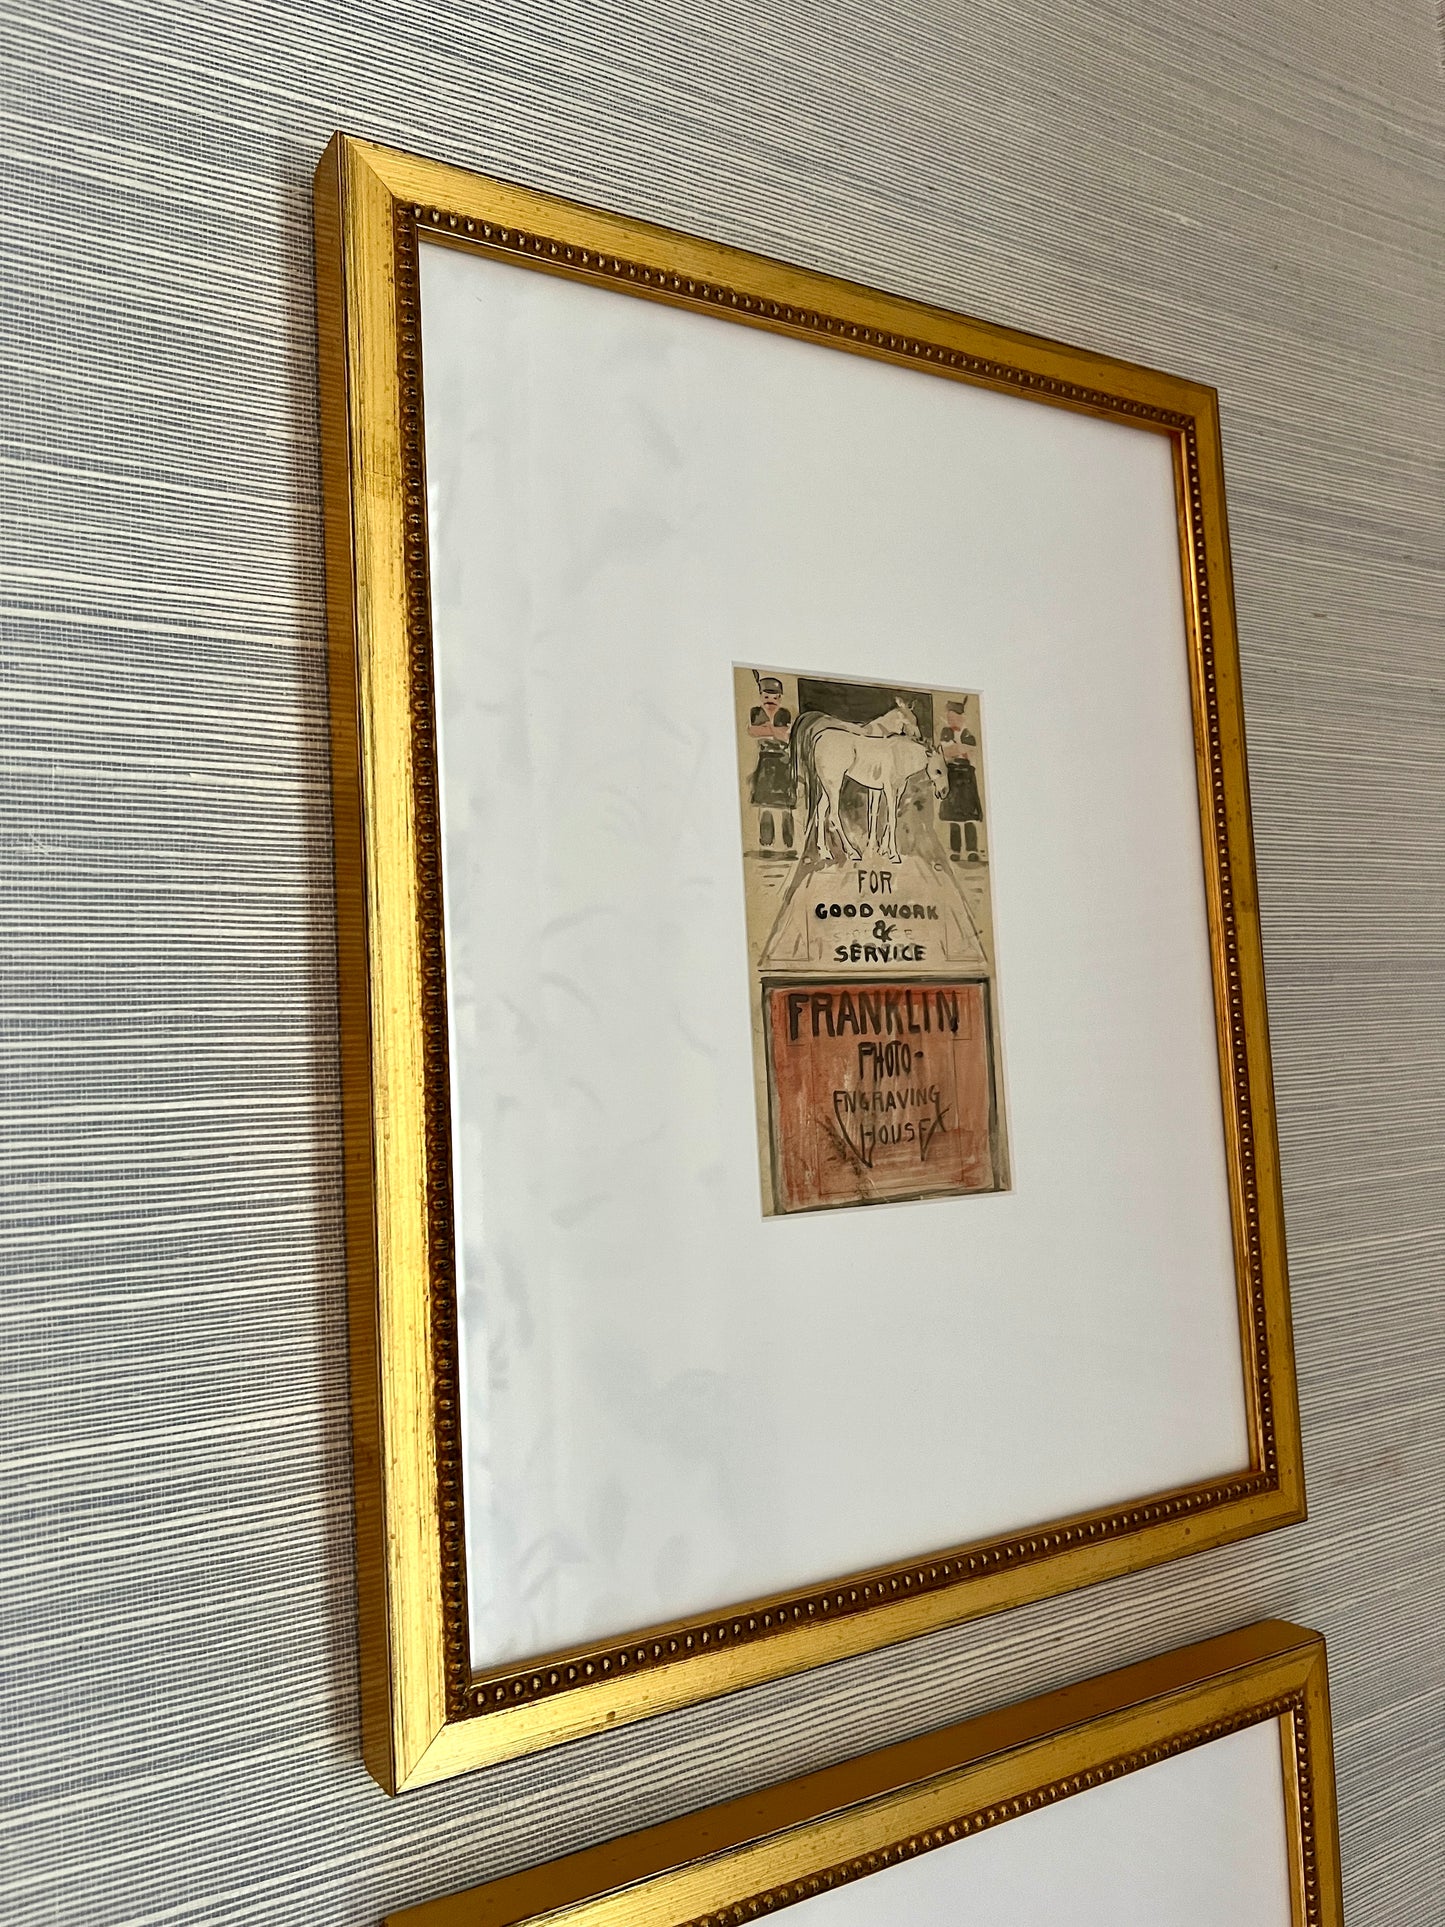 FOR
GOOD WORK
&
SERVICE
FRANKLIN
PHOTO-
ENGRAVING
HOUSE